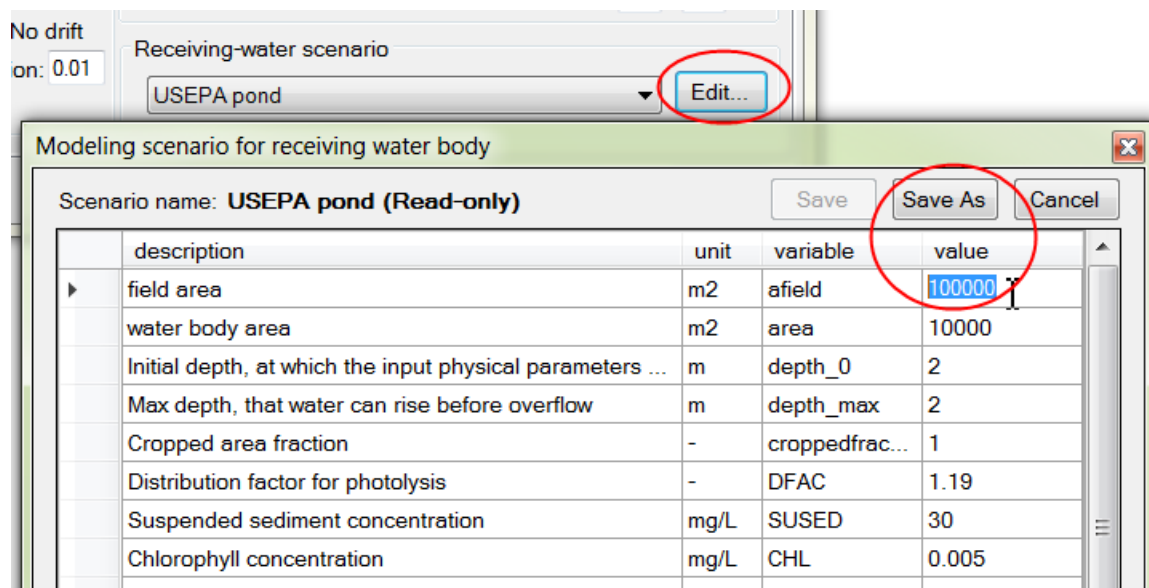 No drift
ion: 0.01
Receiving-water scenario
USEPA pond
Edit...
Modeling scenario for receiving water body
Scenario name: USEPA pond (Read-only)
Save
Save As
Cancel
description unit variable value
field area m2 afield 100000
water body area m2 area 10000
Initial depth, at which the input physical parameters ... m depth_0 2
Max depth, that water can rise before overflow m depth_max 2
Cropped area fraction - croppedfrac... 1
Distribution factor for photolysis - DFAC 1.19
Suspended sediment concentration mg/L SUSED 30
Chlorophyll concentration mg/L CHL 0.005